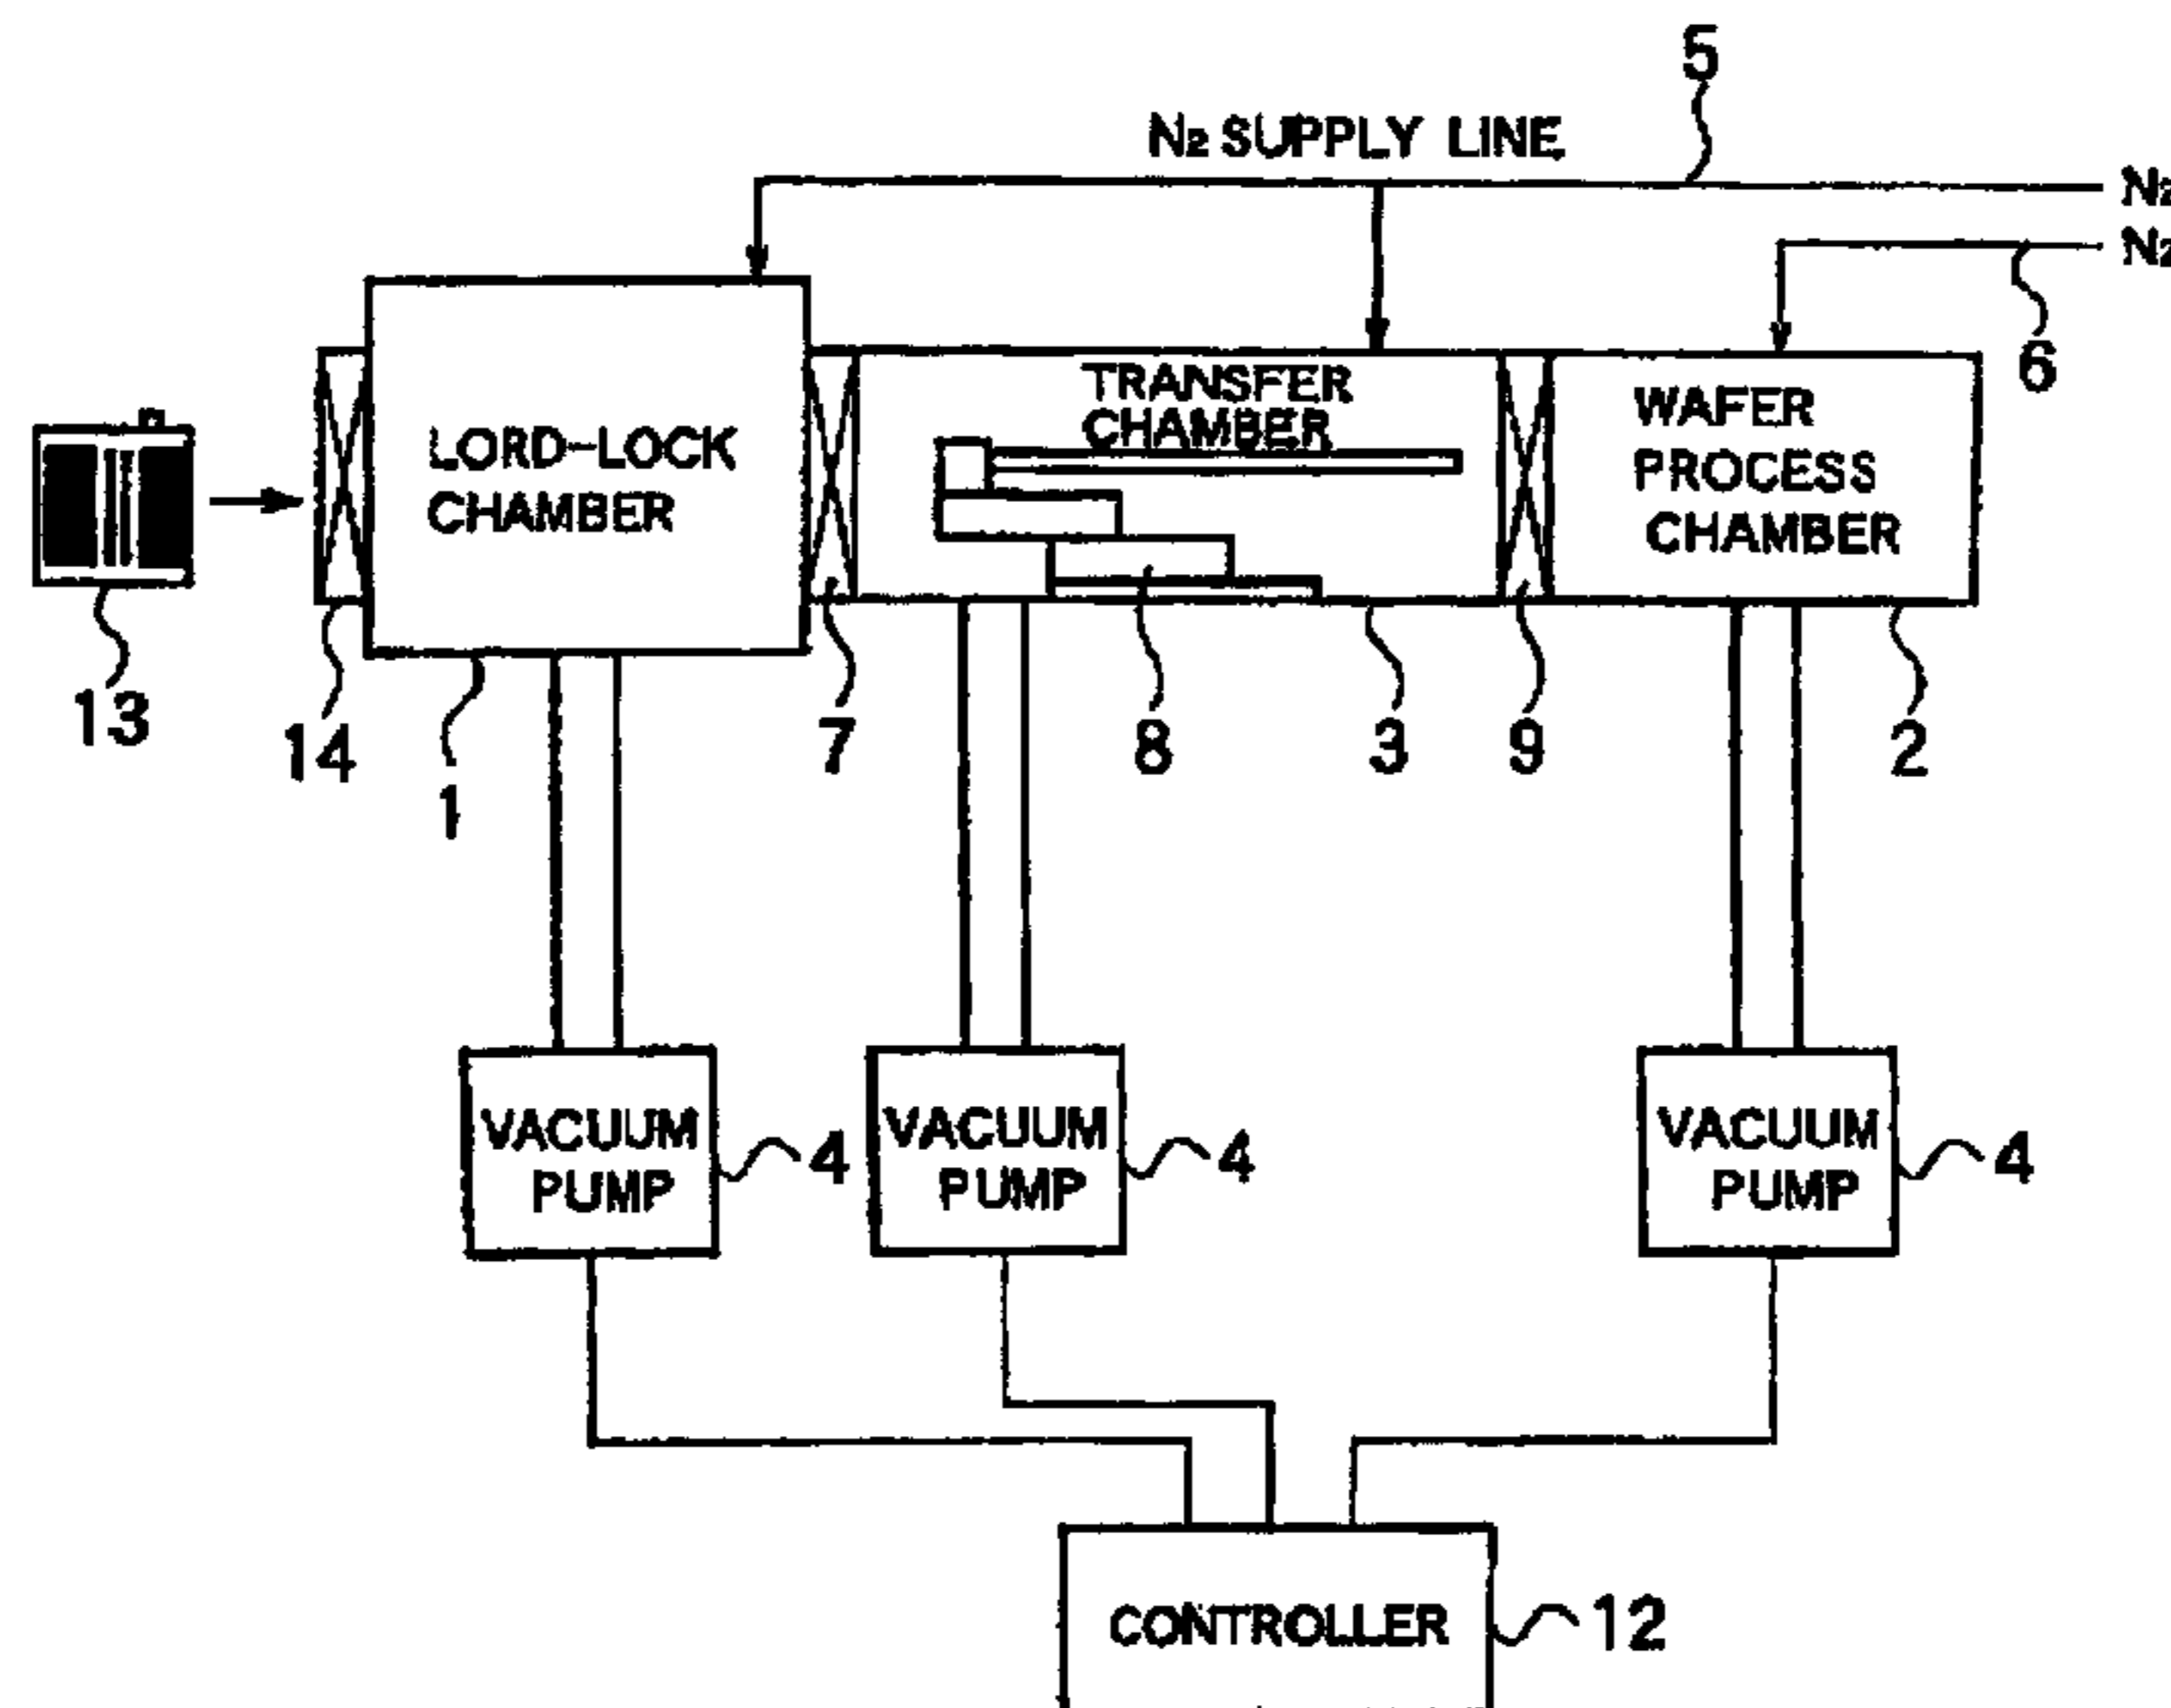 5
N2 SUPPLY LINE
N2
N2
6
TRANSFER
CHAMBER
WAFER
PROCESS
CHAMBER
LORD-LOCK
CHAMBER
13
14
1
7
8
3
9
2
VACUUM
PUMP
4
VACUUM
PUMP
4
VACUUM
PUMP
4
CONTROLLER
12